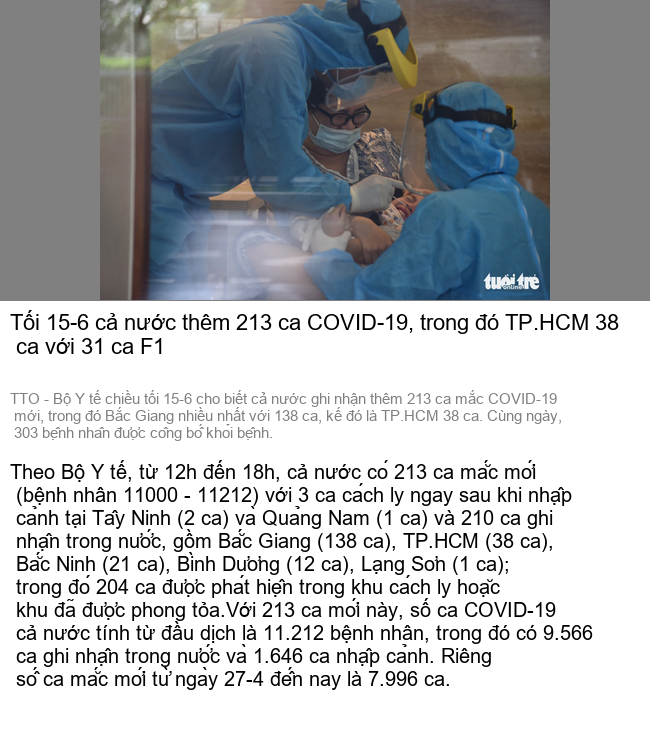 tuổi trẻ
online
Tối 15-6 cả nước thêm 213 ca COVID-19, trong đó TP.HCM 38
ca với 31 ca F1
TTO - Bộ Y tế chiều tối 15-6 cho biết cả nước ghi nhận thêm 213 ca mắc COVID-19
mới, trong đó Bắc Giang nhiều nhất với 138 ca, kế đó là TP.HCM 38 ca. Cùng ngày,
303 bệnh nhân được công bố khỏi bệnh.
Theo Bộ Y tế, từ 12h đến 18h, cả nước có 213 ca mắc mới
(bệnh nhân 11000 - 11212) với 3 ca cách ly ngay sau khi nhập
cảnh tại Tây Ninh (2 ca) và Quảng Nam (1 ca) và 210 ca ghi
nhận trong nước, gồm Bắc Giang (138 ca), TP.HCM (38 ca),
Bắc Ninh (21 ca), Bình Dương (12 ca), Lạng Sơn (1 ca);
trong đó 204 ca được phát hiện trong khu cách ly hoặc
khu đã được phong tỏa.Với 213 ca mới này, số ca COVID-19
cả nước tính từ đầu dịch là 11.212 bệnh nhân, trong đó có 9.566
ca ghi nhận trong nước và 1.646 ca nhập cảnh. Riêng
số ca mắc mới từ ngày 27-4 đến nay là 7.996 ca.